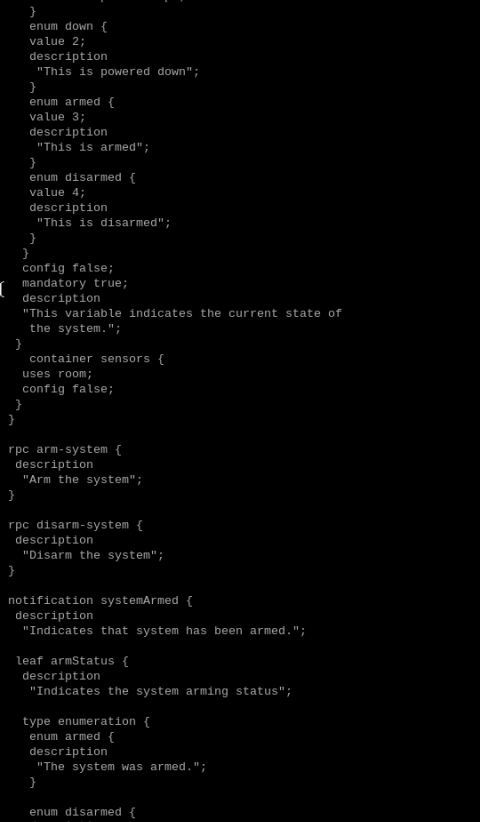 }
enum down {
value 2;
description
"This is powered down";
}
enum armed {
value 3;
description
"This is armed";
}
enum disarmed {
value 4;
description
"This is disarmed";
}
}
config false;
mandatory true;
description
"This variable indicates the current state of
the system.";
}
container sensors {
uses room;
config false;
}
}
rpc arm-system {
description
"Arm the system";
}
rpc disarm-system {
description
"Disarm the system";
}
notification systemArmed {
description
"Indicates that system has been armed.";
leaf armStatus {
description
"Indicates the system arming status";
type enumeration {
enum armed {
description
"The system was armed.";
}
enum disarmed {